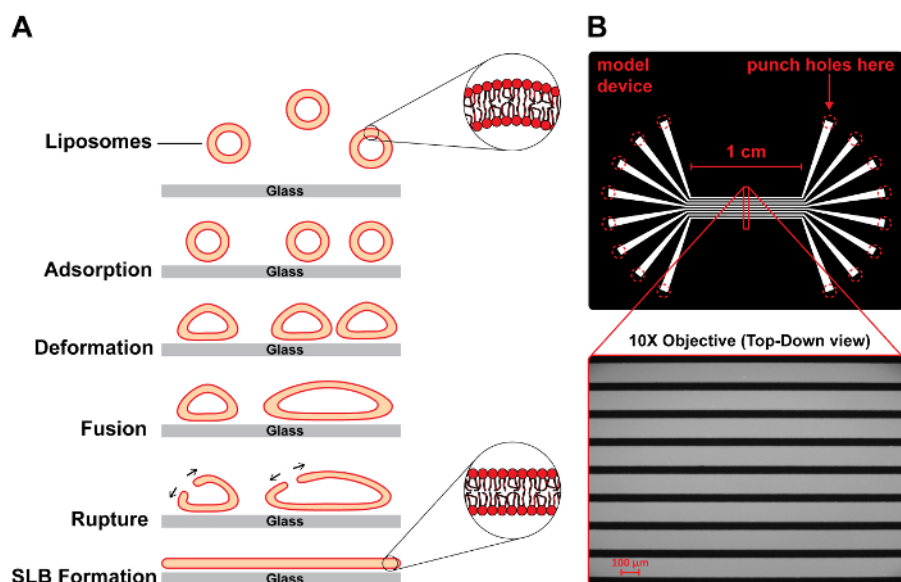 A
Liposomes
Glass
Adsorption
Glass
Deformation
Glass
Fusion
Glass
Rupture
Glass
SLB Formation
Glass
B
model
device
punch holes here
1 cm
10X Objective (Top-Down view)
100 μm